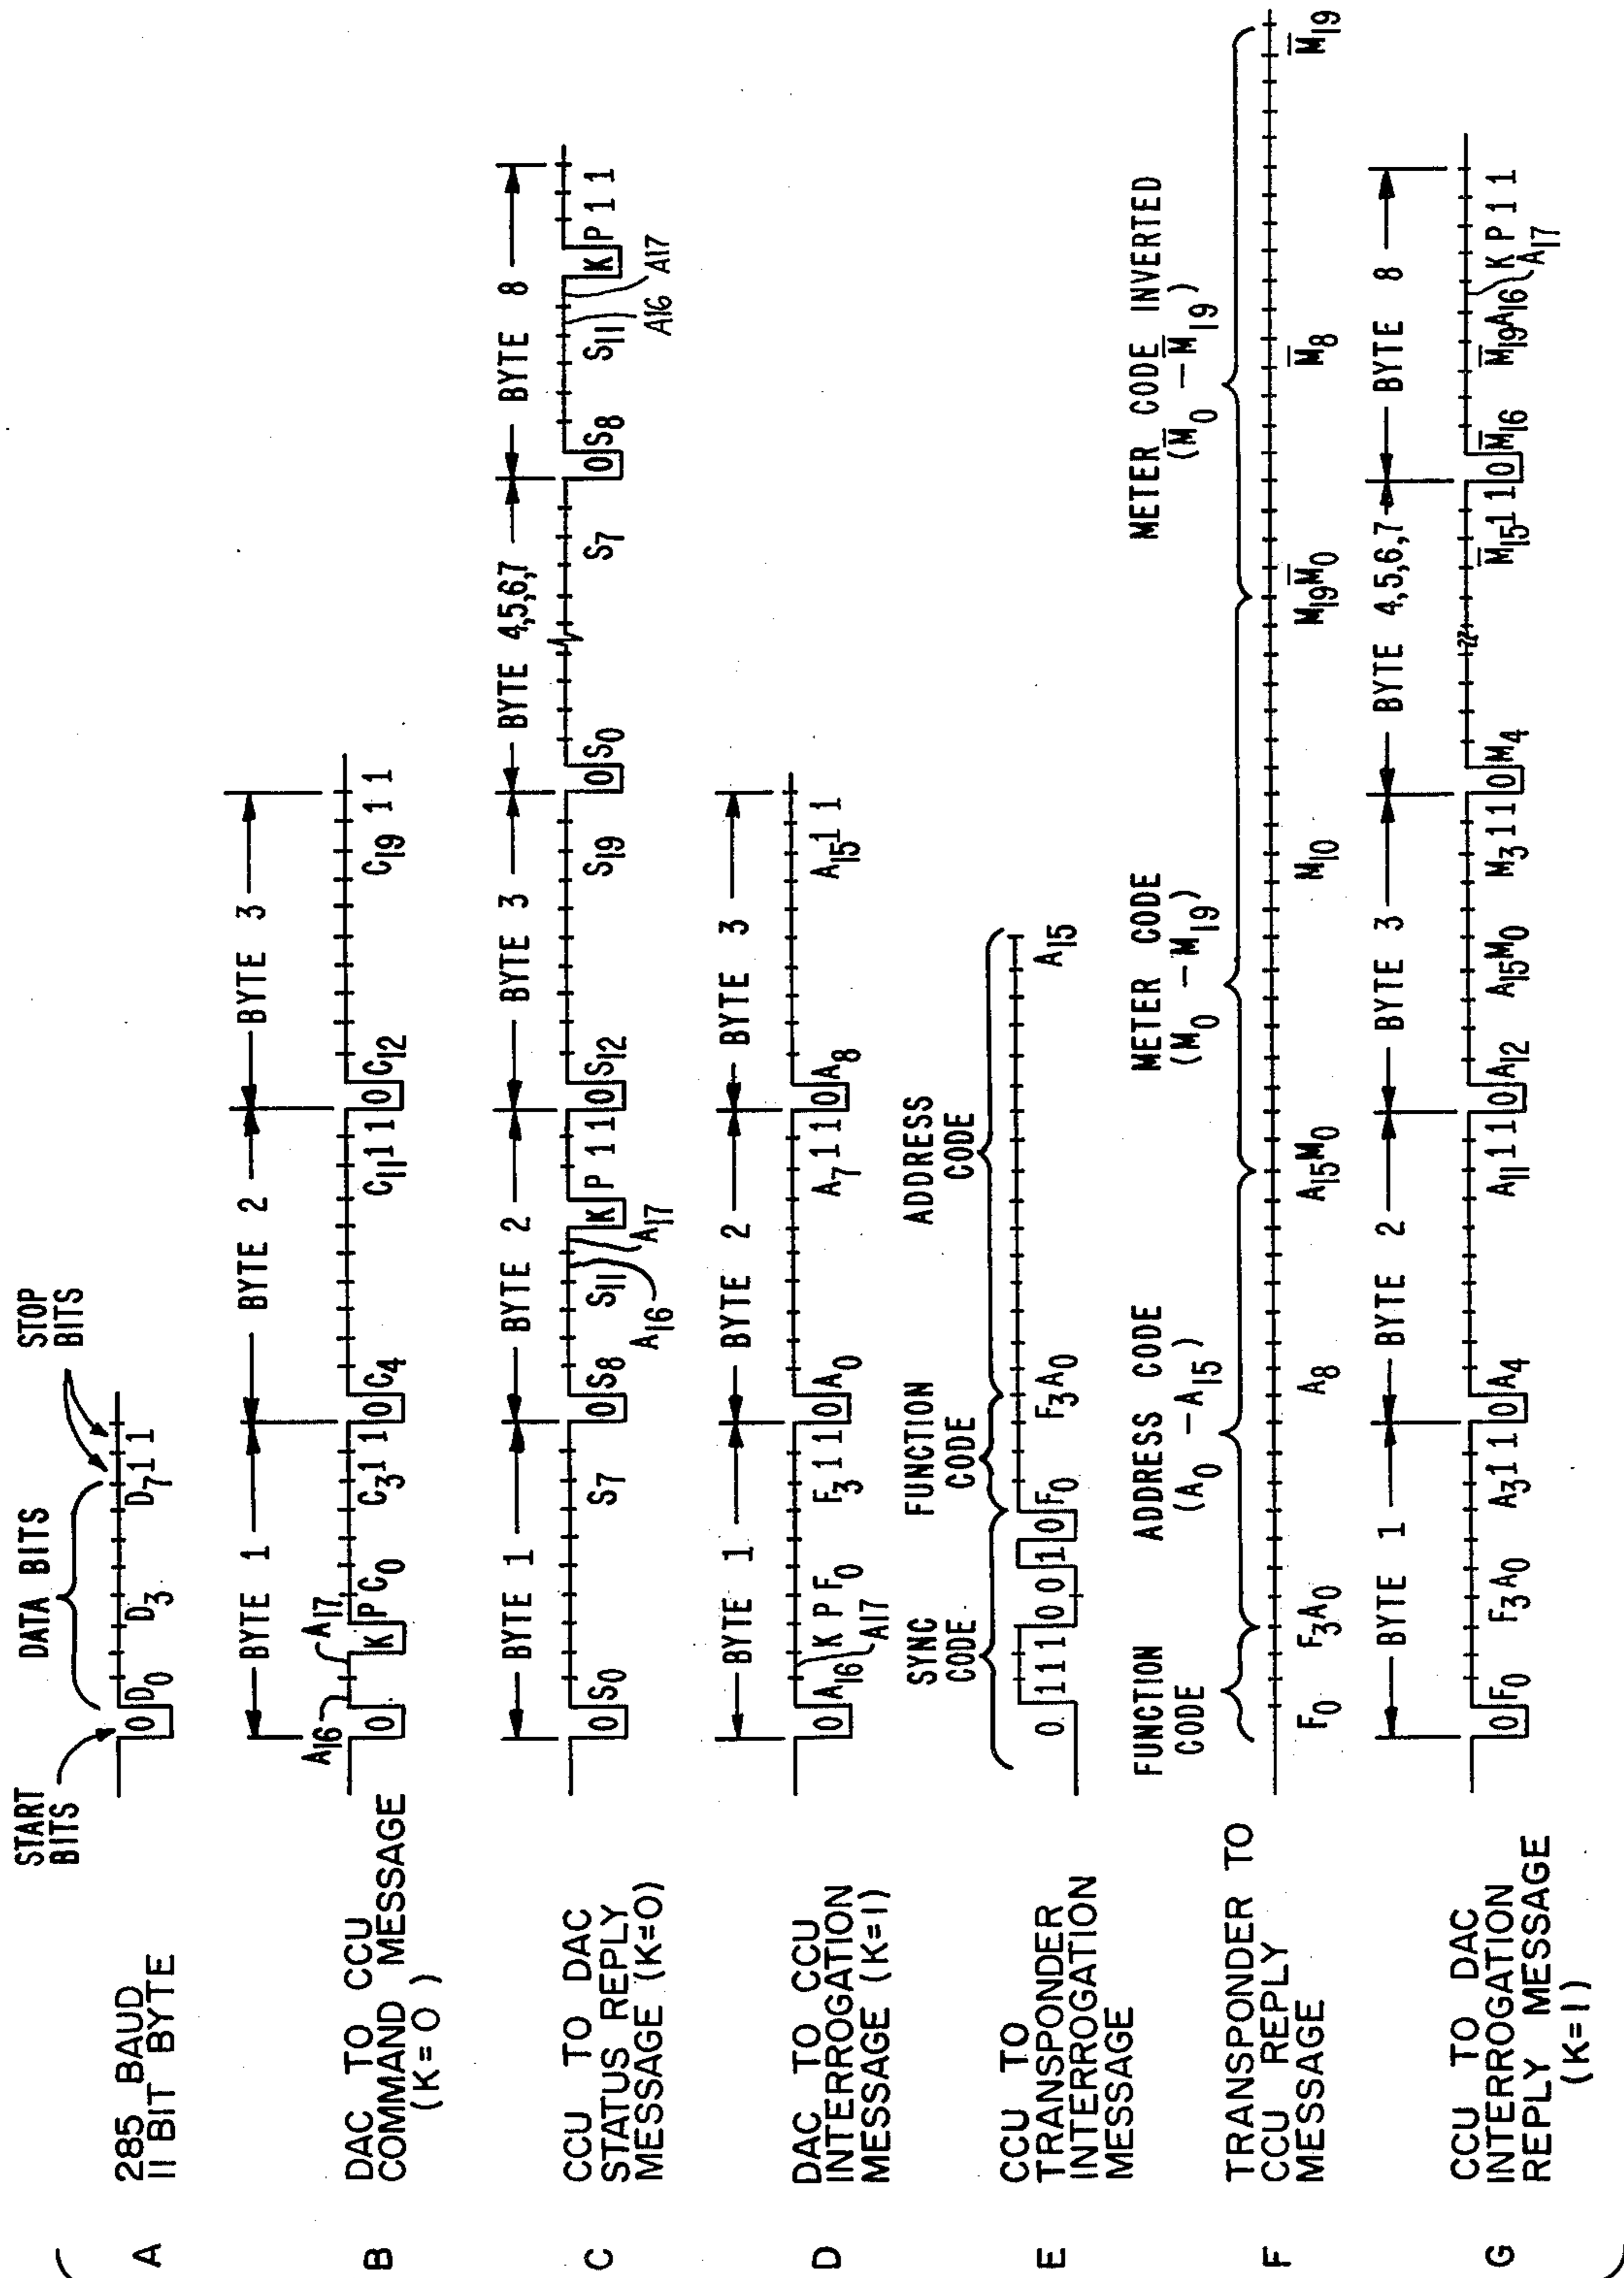 A
285 BAUD
11 BIT BYTE
START
BITS
DATA BITS
STOP
BITS
0 D0 D3 D7 1 1
B
DAC TO CCU
COMMAND MESSAGE
(K=0)
BYTE 1 BYTE 2 BYTE 3
A16 A17
0 K P C0 C3 1 1 0 C4 C11 1 1 0 C12 C19 1 1
C
CCU TO DAC
STATUS REPLY
MESSAGE (K=0)
BYTE 1 BYTE 2 BYTE 3 BYTE 4,5,6,7 BYTE 8
0 S0 S7 0 S8 S11 K P 1 1 0 S12 S19 0 S0 S7 0 S8 S11 K P 1 1
A16 A17 A16 A17
D
DAC TO CCU
INTERROGATION
MESSAGE (K=1)
BYTE 1 BYTE 2 BYTE 3
0 A16 K P F0 F3 1 1 0 A0 A7 1 1 0 A8 A15 1 1
A17
E
CCU TO
TRANSPONDER
INTERROGATION
MESSAGE
SYNC
CODE
FUNCTION
CODE
ADDRESS
CODE
0 1 1 1 0 0 1 0 F0 F3 A0 A15
F
TRANSPONDER TO
CCU REPLY
MESSAGE
FUNCTION
CODE
ADDRESS CODE
(A0 – A15)
METER CODE
(M0 – M19)
METER CODE INVERTED
(M̅0 – M̅19)
F0 F3 A0 A8 A15 M0 M10 M19 M̅0 M̅8 M̅19
G
CCU TO DAC
INTERROGATION
REPLY MESSAGE
(K=1)
BYTE 1 BYTE 2 BYTE 3 BYTE 4,5,6,7 BYTE 8
0 F0 F3 A0 A3 1 1 0 A4 A11 1 1 0 A12 A15 M0 M3 1 1 0 M4 M̅15 1 1 0 M̅16 M̅19 A16 K P 1 1
A17